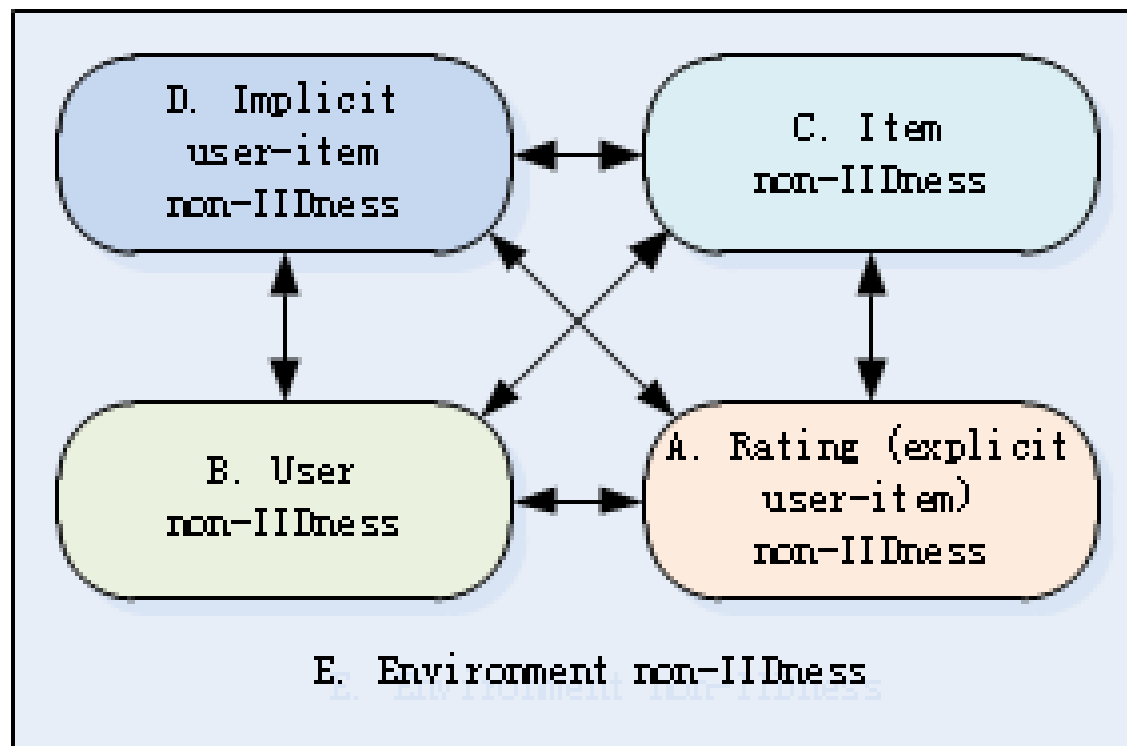 D. Implicit
user-item
non-IIDness
C. Item
non-IIDness
B. User
non-IIDness
A. Rating (explicit
user-item)
non-IIDness
E. Environment non-IIDness